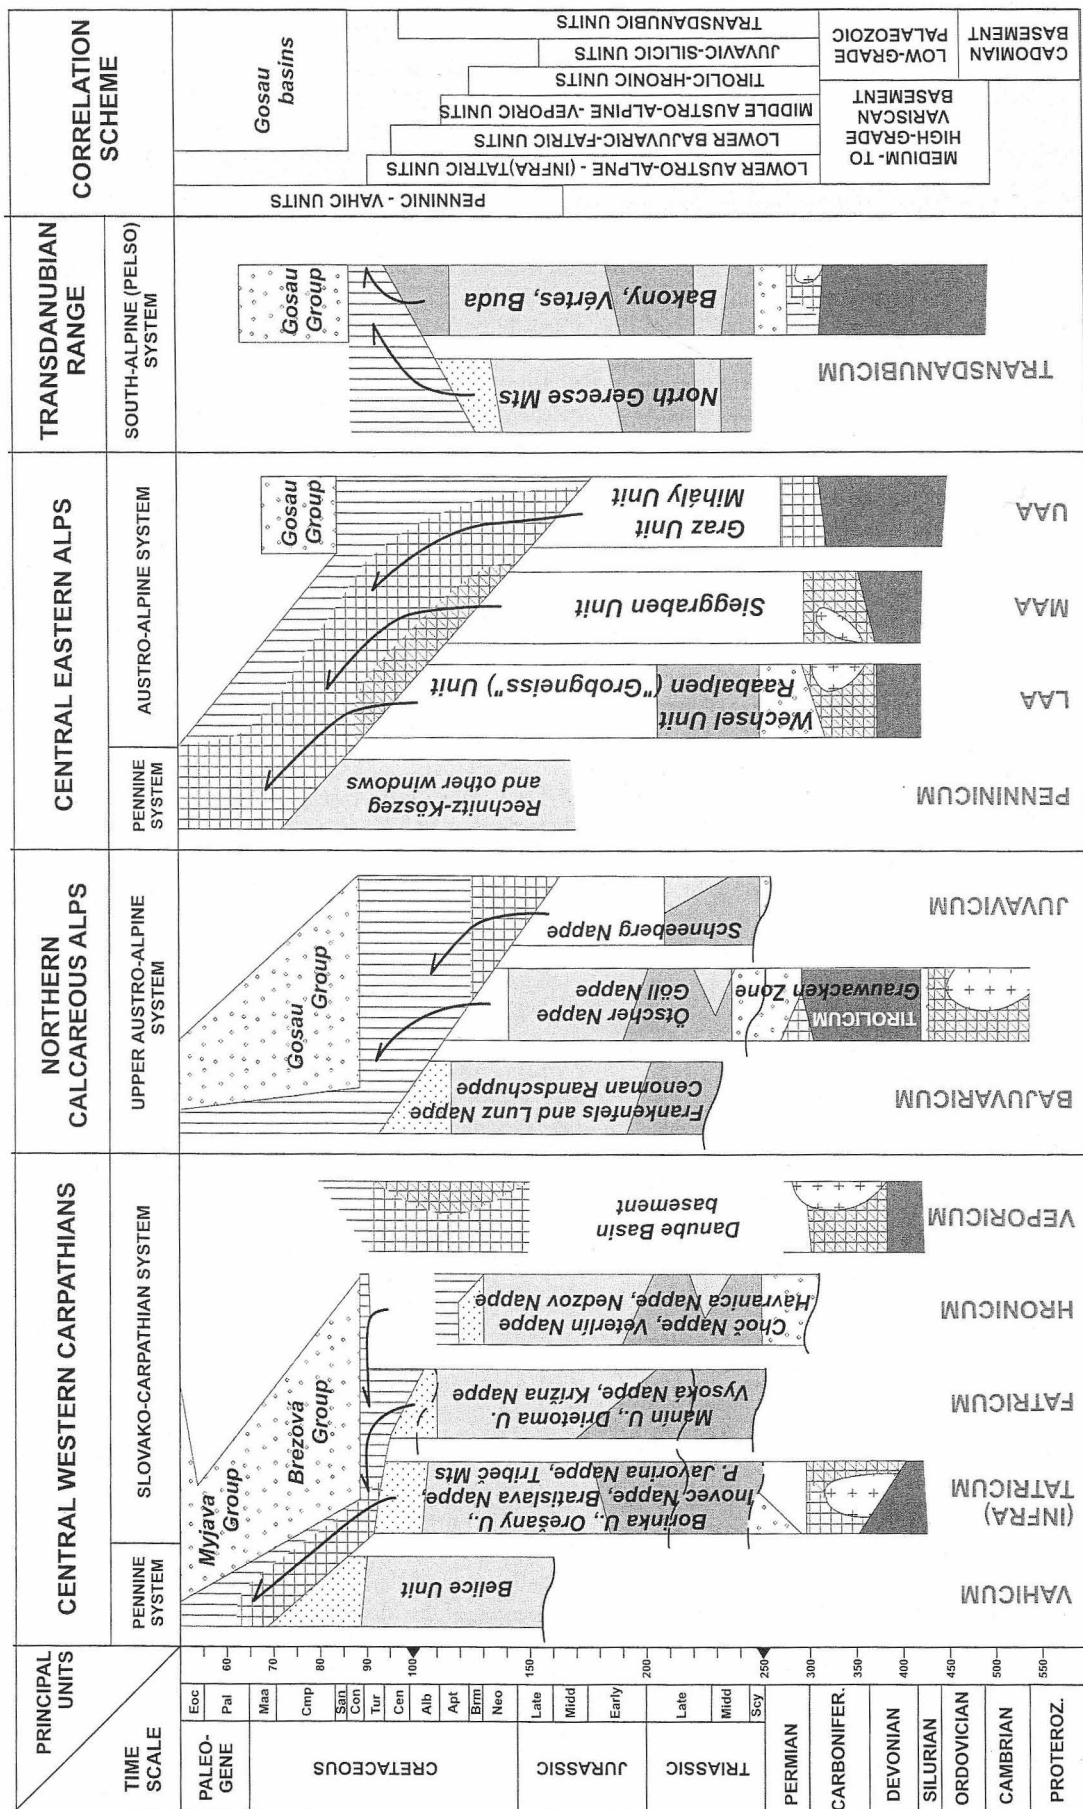 PRINCIPAL
UNITS
TIME
SCALE
CENTRAL WESTERN CARPATHIANS
NORTHERN
CALCAREOUS ALPS
CENTRAL EASTERN ALPS
TRANSDANUBIAN
RANGE
CORRELATION
SCHEME
PENNINE
SYSTEM
SLOVAKO-CARPATHIAN SYSTEM
UPPER AUSTRO-ALPINE
SYSTEM
PENNINE
SYSTEM
AUSTRO-ALPINE SYSTEM
SOUTH-ALPINE (PELSO)
SYSTEM
PALEO-
GENE
CRETACEOUS
JURASSIC
TRIASSIC
PERMIAN
CARBONIFER.
DEVONIAN
SILURIAN
ORDOVICIAN
CAMBRIAN
PROTEROZ.
Eoc
Pal
Maa
Cmp
San
Con
Tur
Cen
Alb
Apt
Brm
Neo
Late
Midd
Early
Late
Midd
Scy
60
70
80
90
100
150
200
250
300
350
400
450
500
550
Myjava
Group
Brezová
Group
Belice Unit
VAHICUM
Borinka U., Orešany U.,
Inovec Nappe, Bratislava Nappe,
P. Javorina Nappe, Tribeč Mts
(INFRA)
TATRICUM
Manín U., Drietoma U.
Vysoká Nappe, Krížna Nappe
FATRICUM
Choč Nappe, Veterlín Nappe
Havranica Nappe, Nedzov Nappe
HRONICUM
Danube Basin
basement
VEPORICUM
Gosau
Group
Frankenfels and Lunz Nappe
Cenoman Randschuppe
BAJUVARICUM
Ötscher Nappe
Göll Nappe
TIROLICUM
Grauwacken Zone
Schneeberg Nappe
JUVAVICUM
Rechnitz-Köszeg
and other windows
PENNINICUM
Wechsel Unit
Raabalpen ("Grobgneiss") Unit
LAA
Sieggraben Unit
MAA
Gosau
Group
Graz Unit
Mihály Unit
UAA
North Gerecse Mts
TRANSDANUBICUM
Gosau
Group
Bakony, Vértes, Buda
Gosau
basins
PENNINIC - VAHIC UNITS
LOWER AUSTRO-ALPNE - (INFRA)TATRIC UNITS
LOWER BAJUVARIC-FATRIC UNITS
MIDDLE AUSTRO-ALPINE -VEPORIC UNITS
TIROLIC-HRONIC UNITS
JUVAVIC-SILICIC UNITS
TRANSDANUBIC UNITS
MEDIUM- TO
HIGH-GRADE
VARISCAN
BASEMENT
LOW-GRADE
PALAEOZOIC
CADOMIAN
BASEMENT